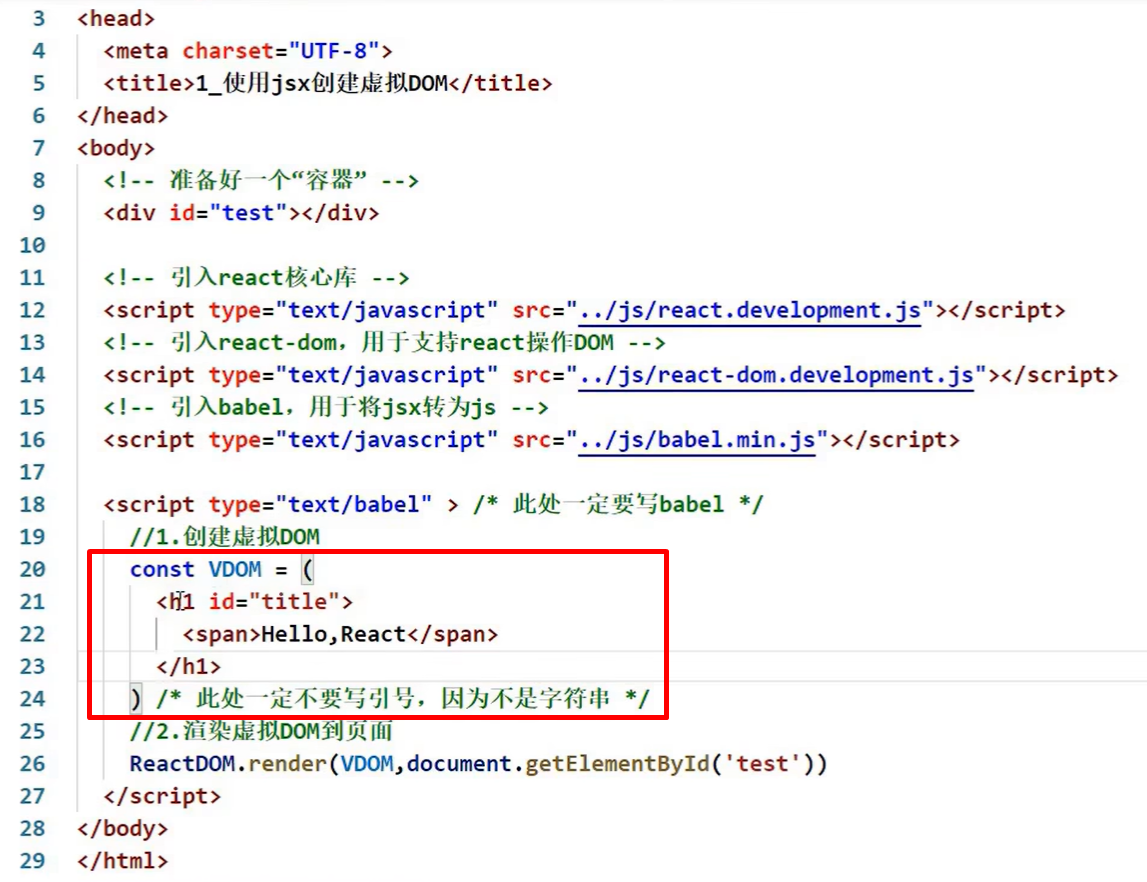 3 <head>
4 <meta charset="UTF-8">
5 <title>1_使用jsx创建虚拟DOM</title>
6 </head>
7 <body>
8 <!-- 准备好一个“容器” -->
9 <div id="test"></div>
10
11 <!-- 引入react核心库 -->
12 <script type="text/javascript" src="../js/react.development.js"></script>
13 <!-- 引入react-dom，用于支持react操作DOM -->
14 <script type="text/javascript" src="../js/react-dom.development.js"></script>
15 <!-- 引入babel，用于将jsx转为js -->
16 <script type="text/javascript" src="../js/babel.min.js"></script>
17
18 <script type="text/babel" > /* 此处一定要写babel */
19 //1.创建虚拟DOM
20 const VDOM = (
21 <h1 id="title">
22 <span>Hello,React</span>
23 </h1>
24 ) /* 此处一定不要写引号，因为不是字符串 */
25 //2.渲染虚拟DOM到页面
26 ReactDOM.render(VDOM,document.getElementById('test'))
27 </script>
28 </body>
29 </html>